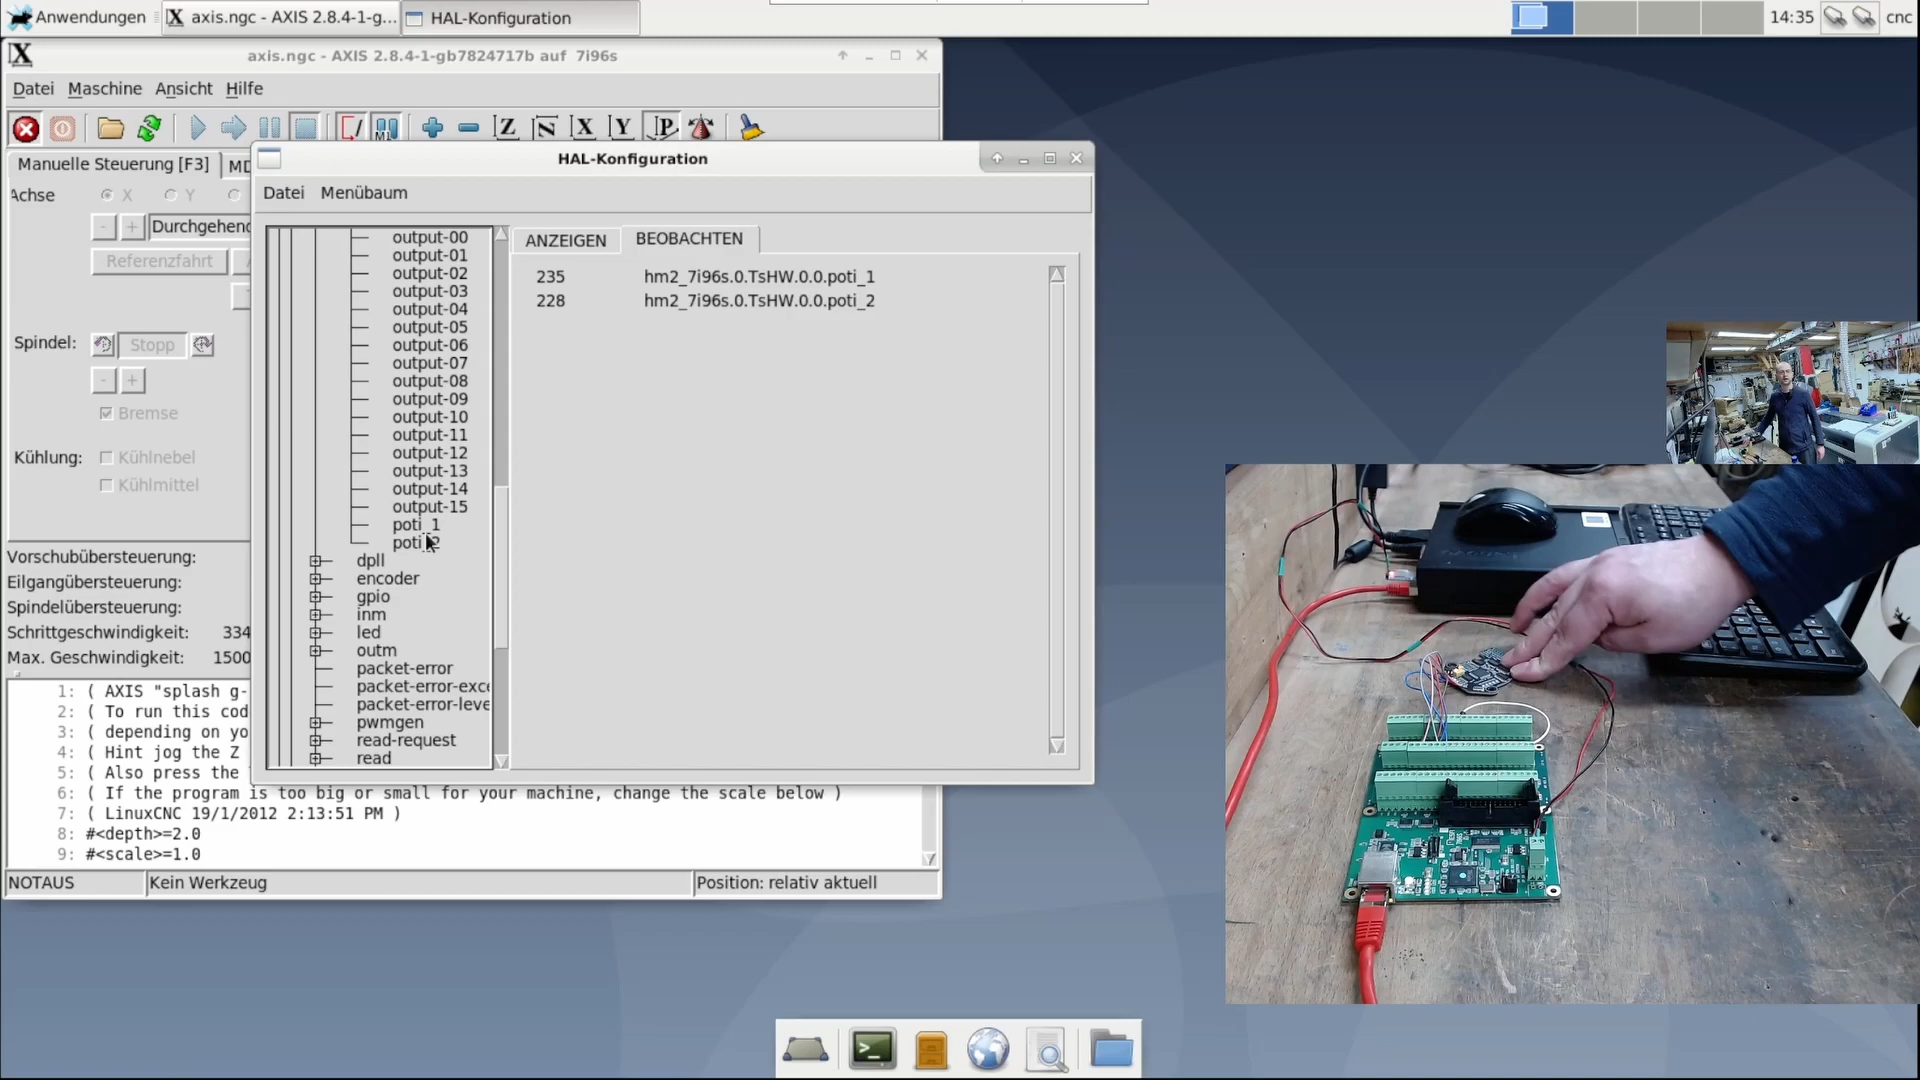 Anwendungen
axis.ngc - AXIS 2.8.4-1-g...
HAL-Konfiguration
14:35
cnc
axis.ngc - AXIS 2.8.4-1-gb7824717b auf 7i96s
Datei Maschine Ansicht Hilfe
Z N X Y P
Manuelle Steuerung [F3]
MD
Achse X Y
- + Durchgehend
Referenzfahrt
Spindel: Stopp
- +
Bremse
Kühlung: Kühlnebel
Kühlmittel
Vorschubübersteuerung:
Eilgangübersteuerung:
Spindelübersteuerung:
Schrittgeschwindigkeit: 334
Max. Geschwindigkeit: 1500
HAL-Konfiguration
Datei Menübaum
output-00
output-01
output-02
output-03
output-04
output-05
output-06
output-07
output-08
output-09
output-10
output-11
output-12
output-13
output-14
output-15
poti_1
poti_2
dpll
encoder
gpio
inm
led
outm
packet-error
packet-error-exce
packet-error-leve
pwmgen
read-request
read
ANZEIGEN BEOBACHTEN
235 hm2_7i96s.0.TsHW.0.0.poti_1
228 hm2_7i96s.0.TsHW.0.0.poti_2
1: ( AXIS "splash g-
2: ( To run this cod
3: ( depending on yo
4: ( Hint jog the Z
5: ( Also press the
6: ( If the program is too big or small for your machine, change the scale below )
7: ( LinuxCNC 19/1/2012 2:13:51 PM )
8: #<depth>=2.0
9: #<scale>=1.0
NOTAUS
Kein Werkzeug
Position: relativ aktuell